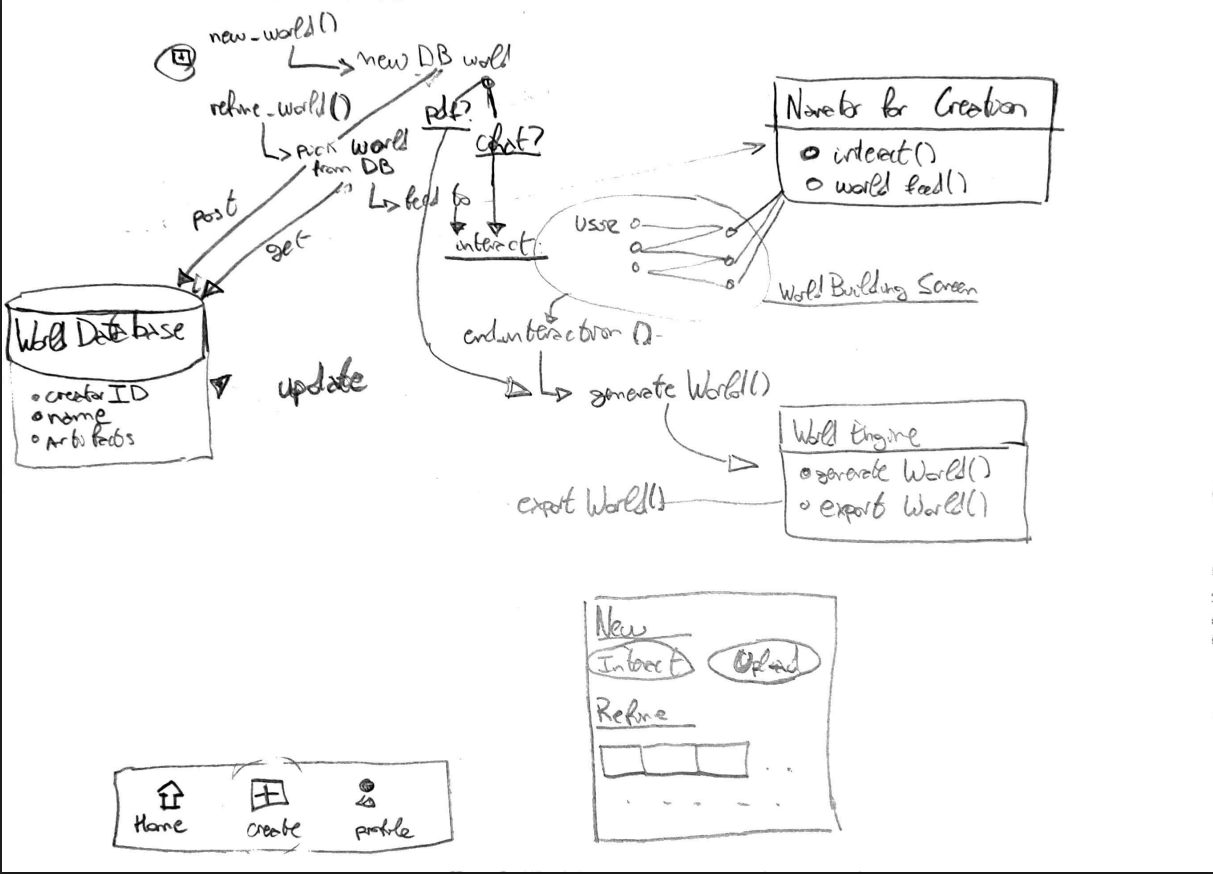 new_world()
new DB world
refine_world()
pick world
from DB
pdf?
chat?
feed to
interact
post
get
Narrator for Creation
interact()
world feed()
user
World Building Screen
World Database
creator ID
name
Artifacts
update
end_interaction()
generate World()
World Engine
generate World()
export World()
export World()
New
Interact
Upload
Refine
...
Home
create
profile